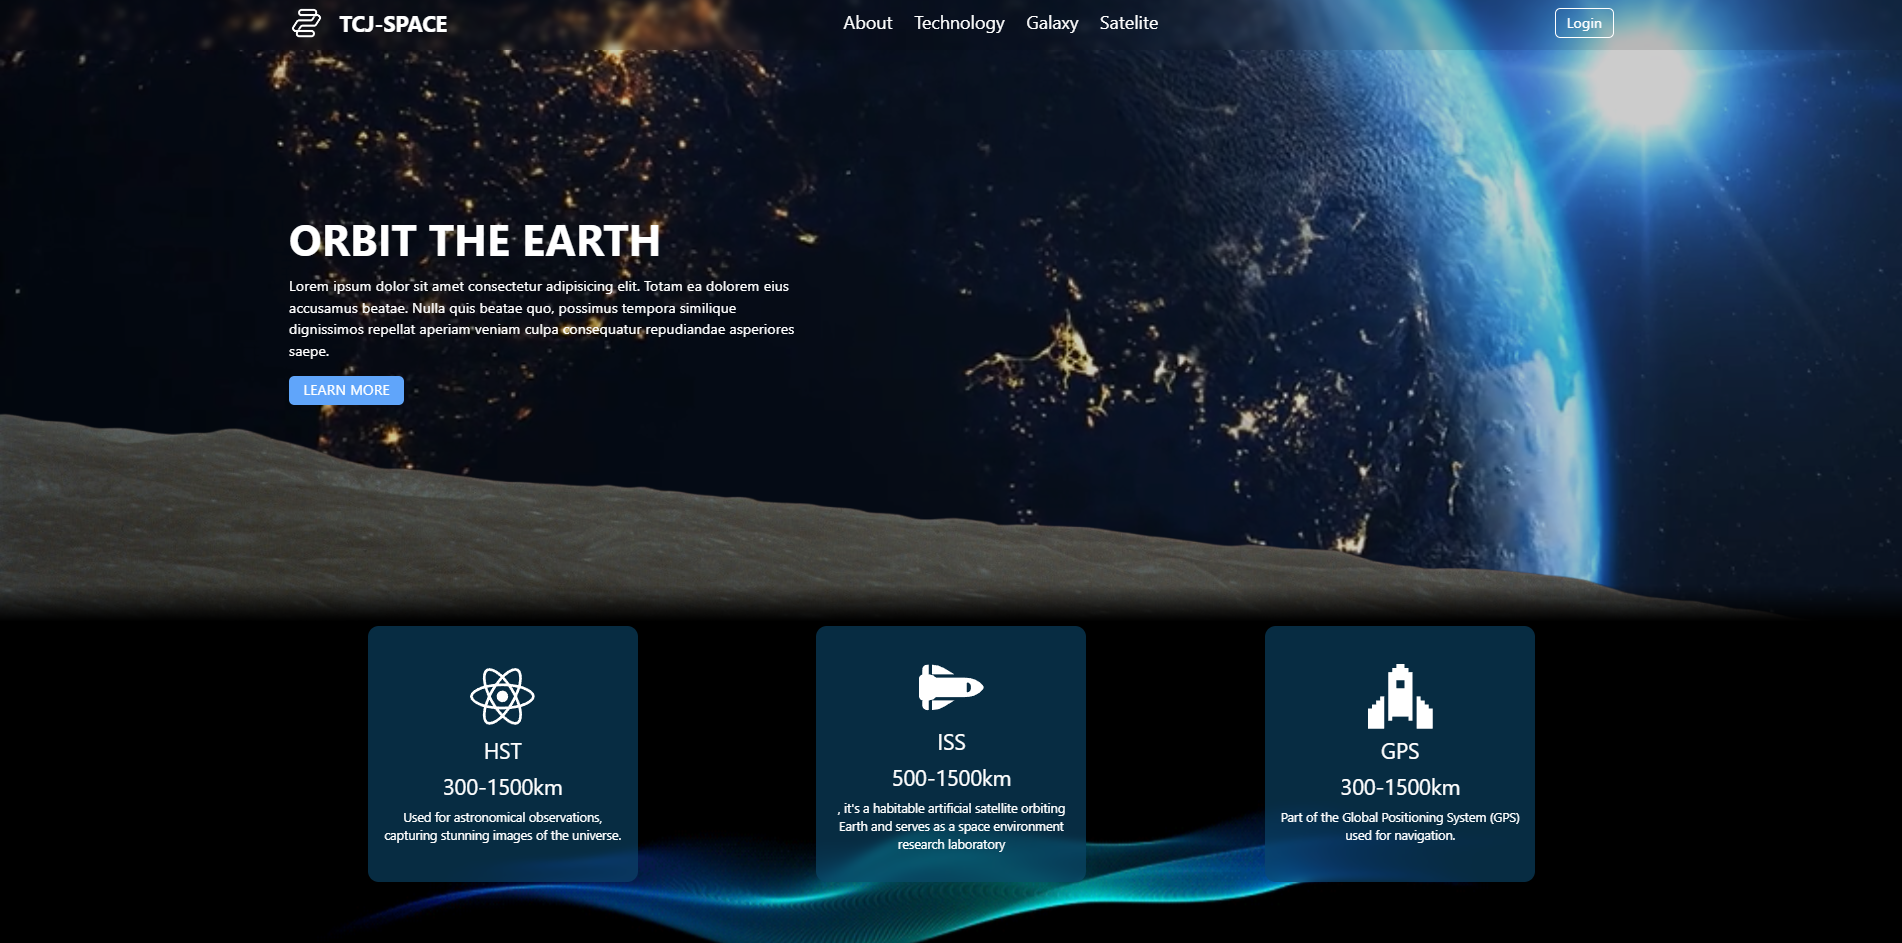 TCJ-SPACE
About Technology Galaxy Satelite
Login
ORBIT THE EARTH
Lorem ipsum dolor sit amet consectetur adipisicing elit. Totam ea dolorem eius
accusamus beatae. Nulla quis beatae quo, possimus tempora similique
dignissimos repellat aperiam veniam culpa consequatur repudiandae asperiores
saepe.
LEARN MORE
HST
300-1500km
Used for astronomical observations,
capturing stunning images of the universe.
ISS
500-1500km
, it's a habitable artificial satellite orbiting
Earth and serves as a space environment
research laboratory
GPS
300-1500km
Part of the Global Positioning System (GPS)
used for navigation.